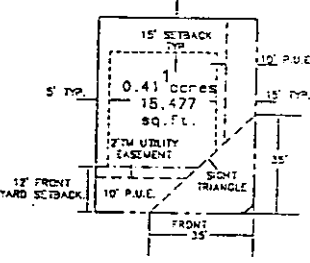 15' SETBACK
TYP.
10' P.U.E.
1
0.41 acres
15,477
sq.ft.
5' TYP.
15' TYP.
2' TM UTILITY
EASEMENT
SIGHT
TRIANGLE
35'
12' FRONT
YARD SETBACK
10' P.U.E.
FRONT
35'